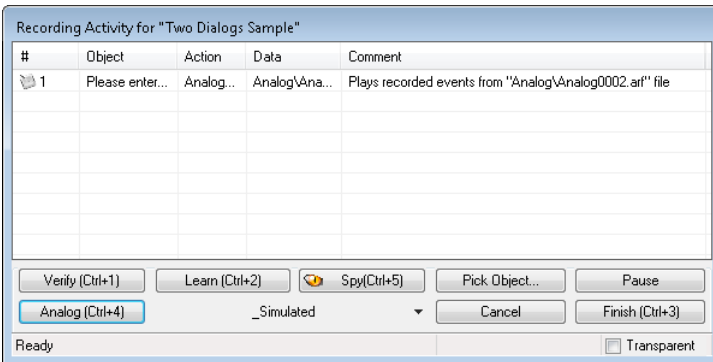 Recording Activity for "Two Dialogs Sample"
# Object Action Data Comment
1 Please enter... Analog... Analog\Ana... Plays recorded events from "Analog\Analog0002.arf" file
Verify (Ctrl+1) Learn (Ctrl+2) Spy(Ctrl+5) Pick Object... Pause
Analog (Ctrl+4) _Simulated Cancel Finish (Ctrl+3)
Ready Transparent